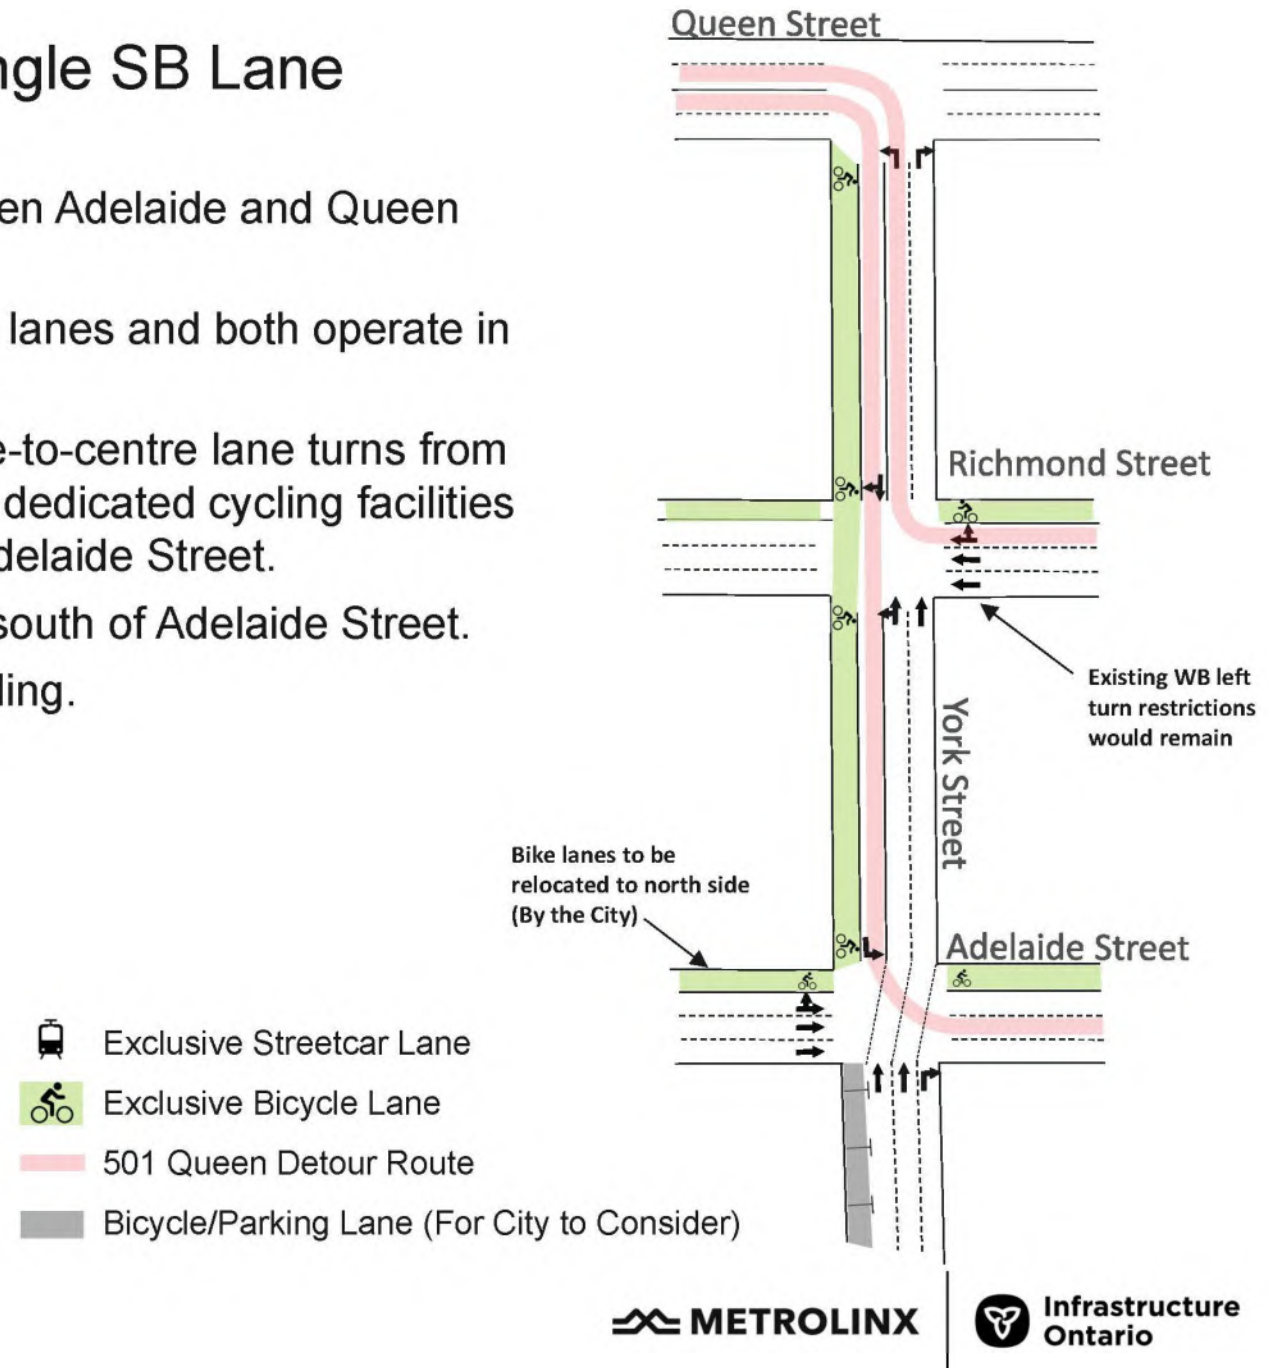 ngle SB Lane
en Adelaide and Queen
lanes and both operate in
e-to-centre lane turns from
dedicated cycling facilities
delaide Street.
south of Adelaide Street.
ling.
Queen Street
Richmond Street
Existing WB left
turn restrictions
would remain
York Street
Bike lanes to be
relocated to north side
(By the City)
Adelaide Street
Exclusive Streetcar Lane
Exclusive Bicycle Lane
501 Queen Detour Route
Bicycle/Parking Lane (For City to Consider)
METROLINX
Infrastructure
Ontario